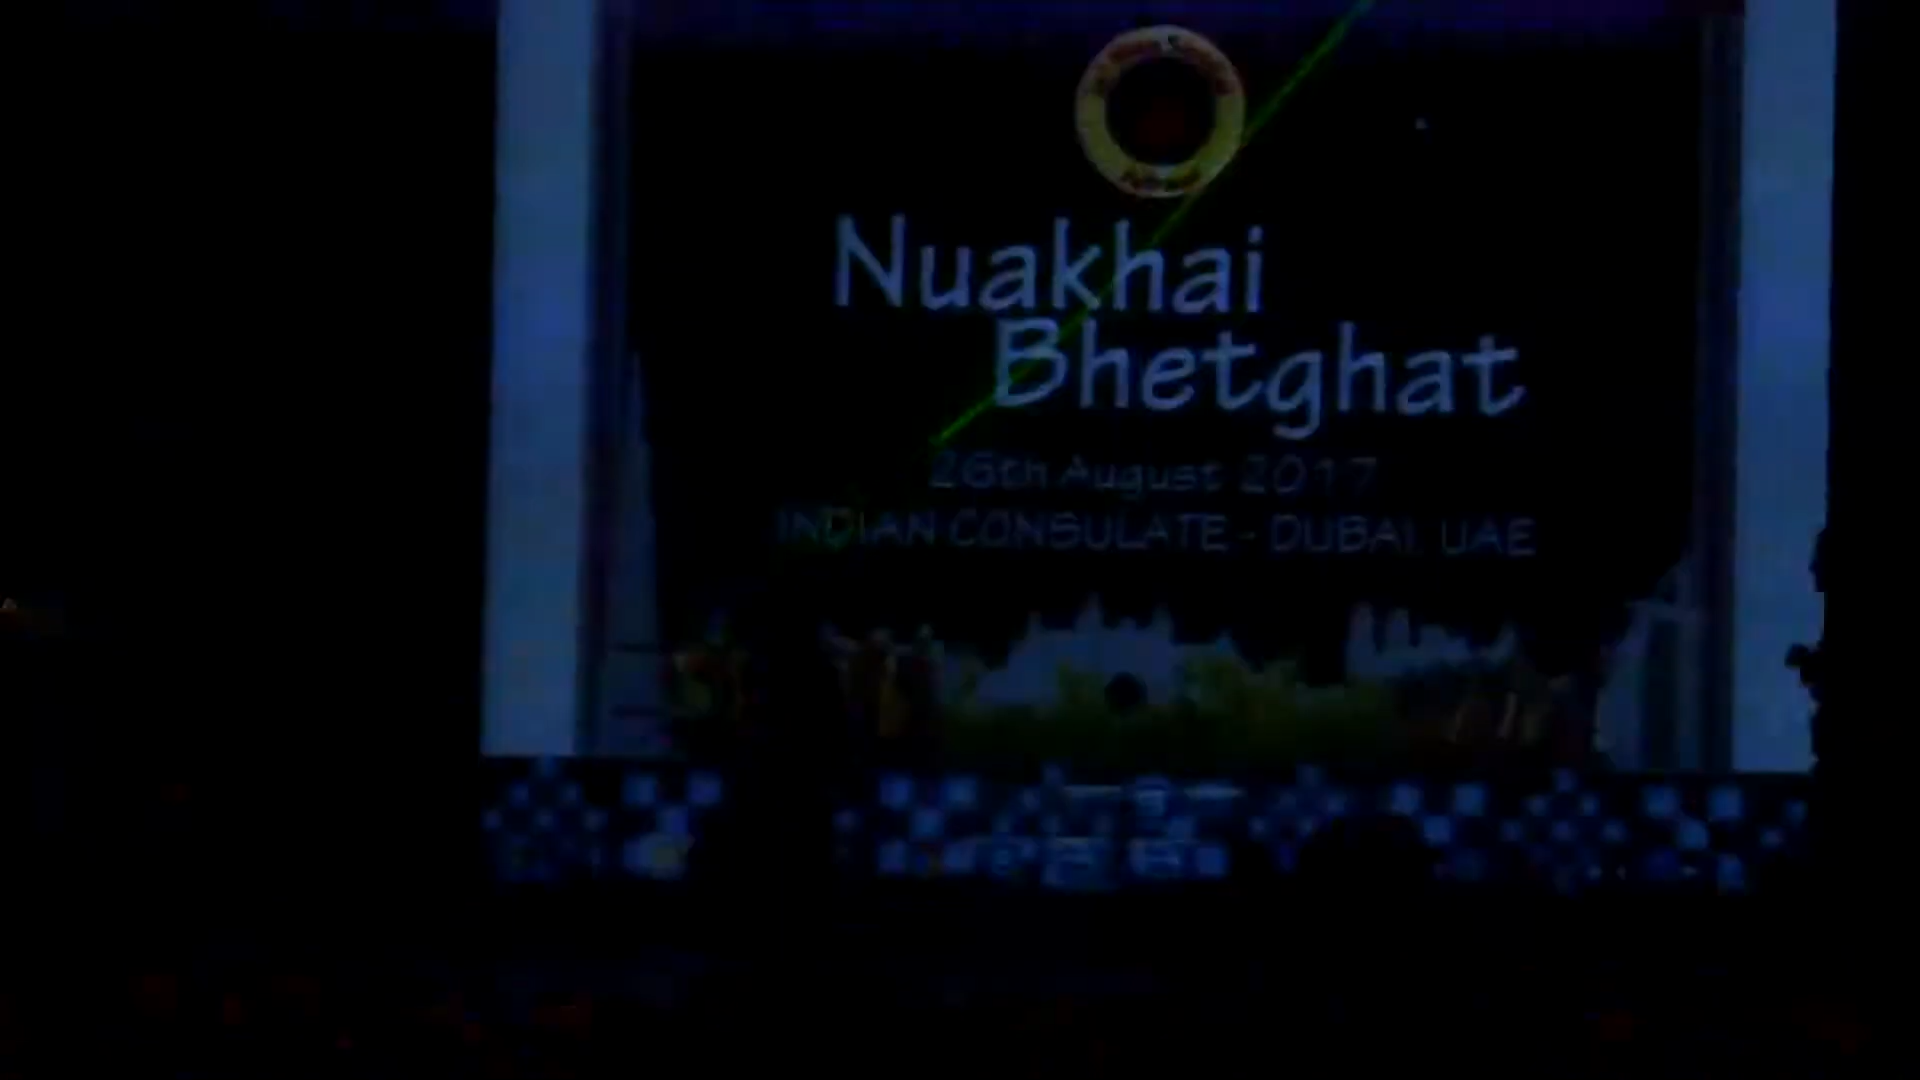 Nuakhai
Bhetghat
26th August 2017
INDIAN CONSULATE - DUBAI, UAE